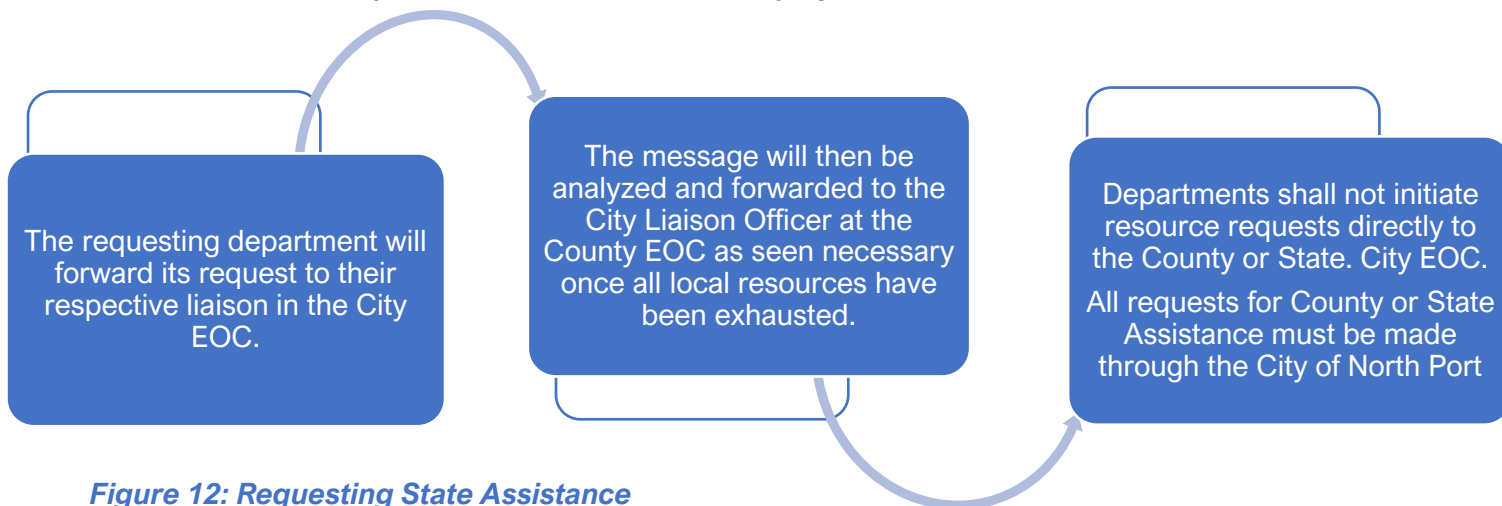 The requesting department will
forward its request to their
respective liaison in the City
EOC.
The message will then be
analyzed and forwarded to the
City Liaison Officer at the
County EOC as seen necessary
once all local resources have
been exhausted.
Departments shall not initiate
resource requests directly to
the County or State. City EOC.
All requests for County or State
Assistance must be made
through the City of North Port
Figure 12: Requesting State Assistance